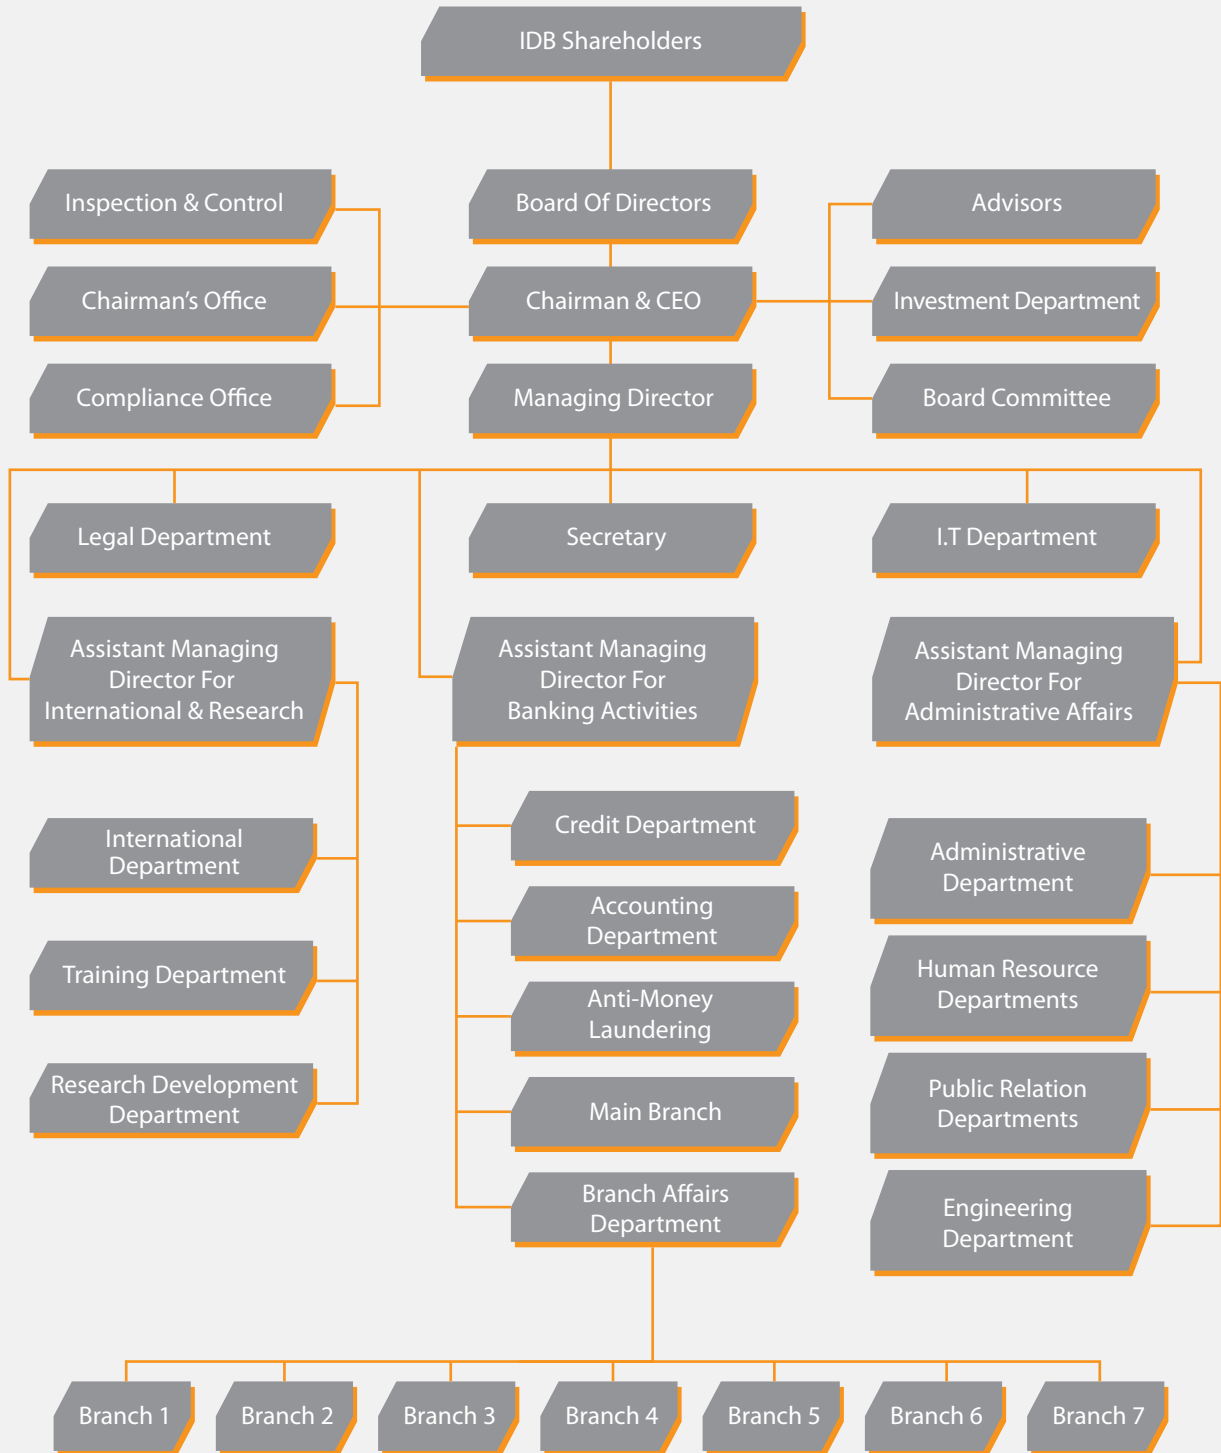 IDB Shareholders
Inspection & Control
Board Of Directors
Advisors
Chairman's Office
Chairman & CEO
Investment Department
Compliance Office
Managing Director
Board Committee
Legal Department
Secretary
I.T Department
Assistant Managing
Director For
International & Research
Assistant Managing
Director For
Banking Activities
Assistant Managing
Director For
Administrative Affairs
International
Department
Training Department
Research Development
Department
Credit Department
Accounting
Department
Anti-Money
Laundering
Main Branch
Branch Affairs
Department
Administrative
Department
Human Resource
Departments
Public Relation
Departments
Engineering
Department
Branch 1
Branch 2
Branch 3
Branch 4
Branch 5
Branch 6
Branch 7